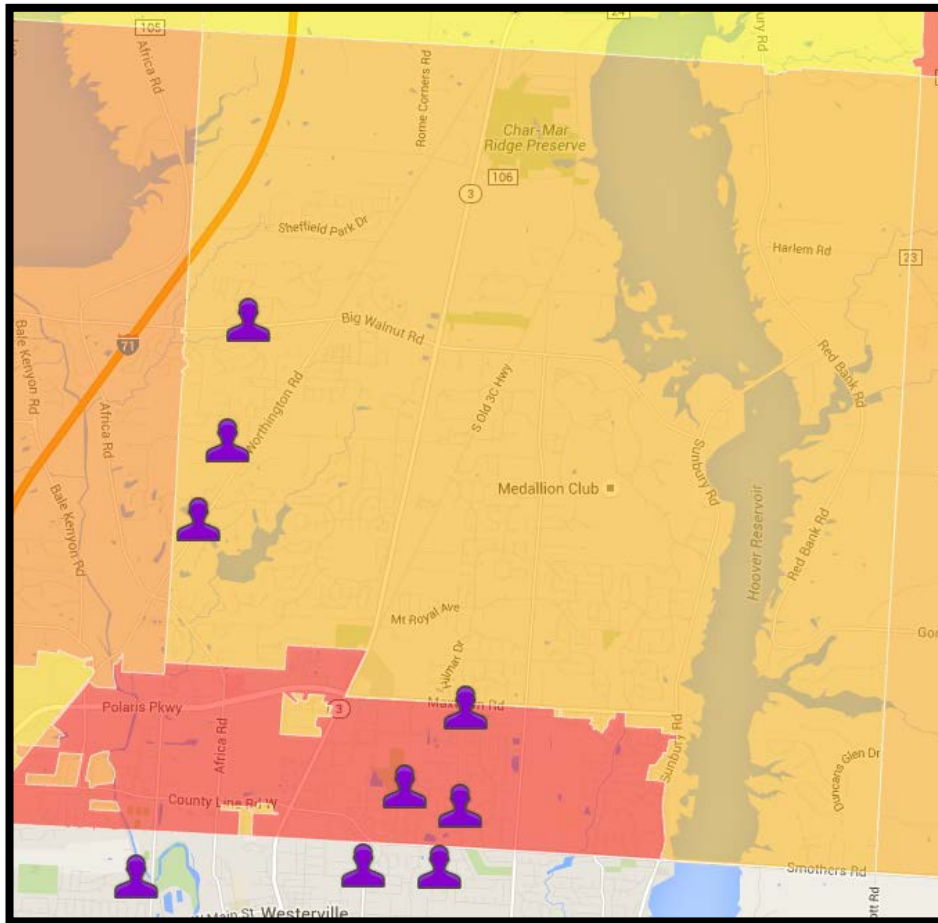 24
105
Africa Rd
Rome Corners Rd
Char-Mar
Ridge Preserve
106
3
Sheffield Park Dr
Harlem Rd
23
Big Walnut Rd
71
Bale Kenyon Rd
Africa Rd
Worthington Rd
S Old 3C Hwy
Red Bank Rd
Sunbury Rd
Medallion Club
Hoover Reservoir
Red Bank Rd
Bale Kenyon Rd
Mt Royal Ave
Polaris Pkwy
3
Africa Rd
Sunbury Rd
Duncans Glen Dr
County Line Rd W
Smothers Rd
Main St
Westerville